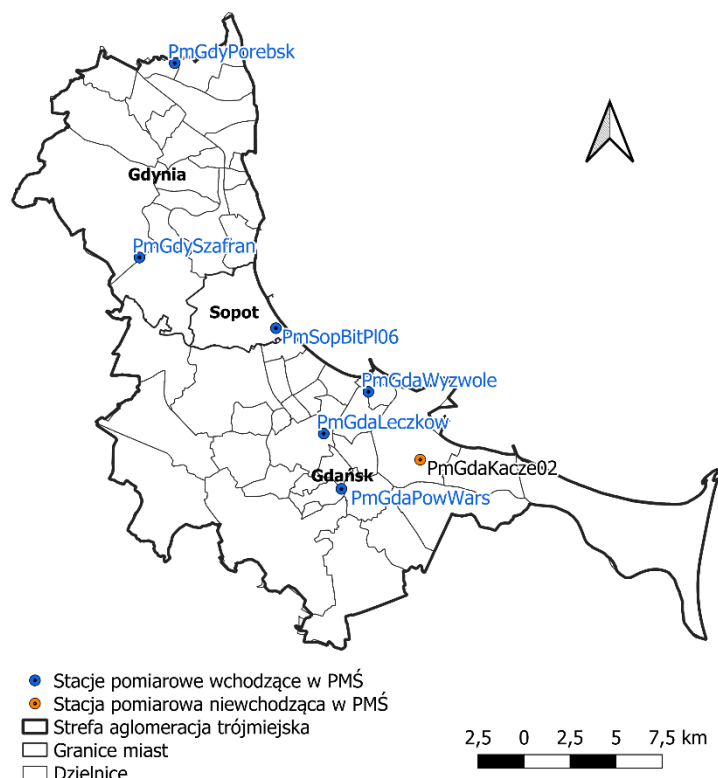 PmGdyPorebsk
Gdynia
PmGdySzafran
Sopot
PmSopBitPl06
PmGdaWyzwole
PmGdaLeczkow
PmGdaKacze02
Gdańsk
PmGdaPowWars
Stacje pomiarowe wchodzące w PMŚ
Stacja pomiarowa niewchodząca w PMŚ
Strefa aglomeracja trójmiejska
Granice miast
Dzielnice
2,5 0 2,5 5 7,5 km